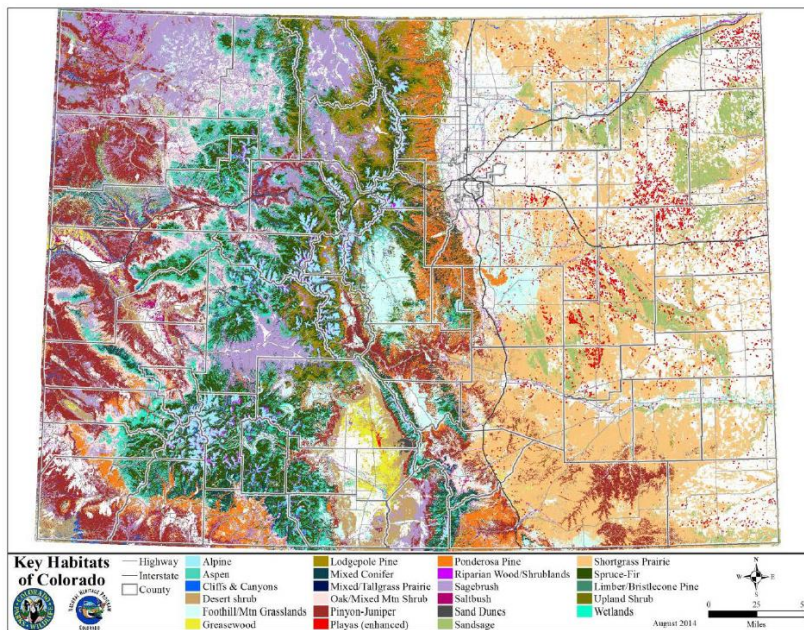 Key Habitats
of Colorado
Highway
Interstate
County
Alpine
Aspen
Cliffs & Canyons
Desert shrub
Foothill/Mtn Grasslands
Greasewood
Lodgepole Pine
Mixed Conifer
Mixed/Tallgrass Prairie
Oak/Mixed Mtn Shrub
Pinyon-Juniper
Playas (enhanced)
Ponderosa Pine
Riparian Wood/Shrublands
Sagebrush
Saltbush
Sand Dunes
Sandsage
Shortgrass Prairie
Spruce-Fir
Limber/Bristlecone Pine
Upland Shrub
Wetlands
August 2014
N
W
E
S
0 25
Miles